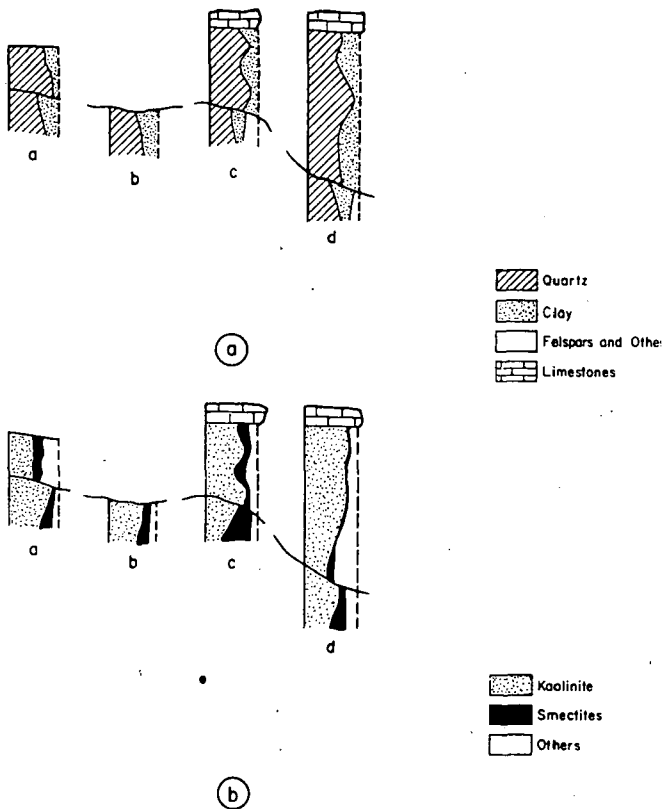 a
b
c
d
Quartz
Clay
Felspars and Othe
Limestones
a
a
b
c
d
Kaolinite
Smectites
Others
b